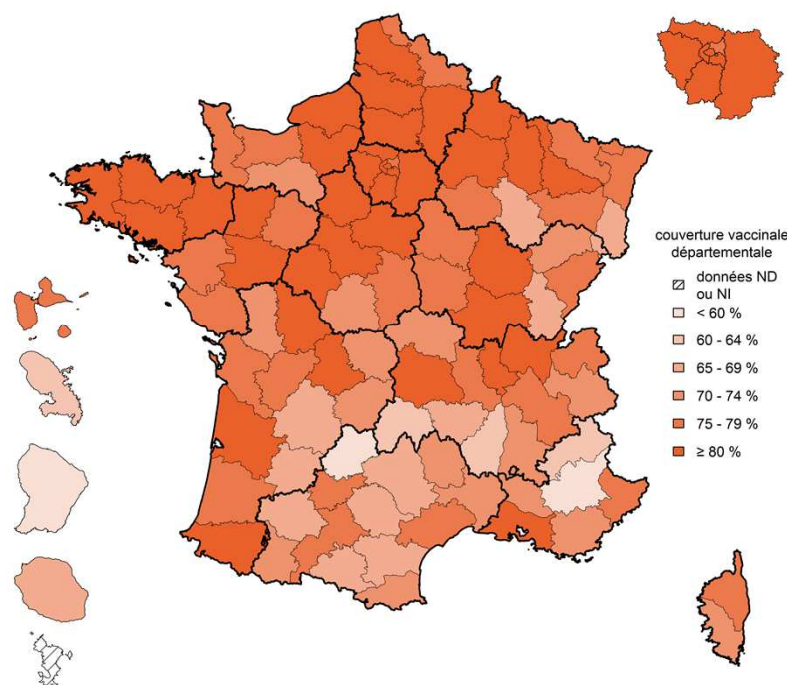 couverture vaccinale
départementale
données ND
ou NI
< 60 %
60 - 64 %
65 - 69 %
70 - 74 %
75 - 79 %
≥ 80 %